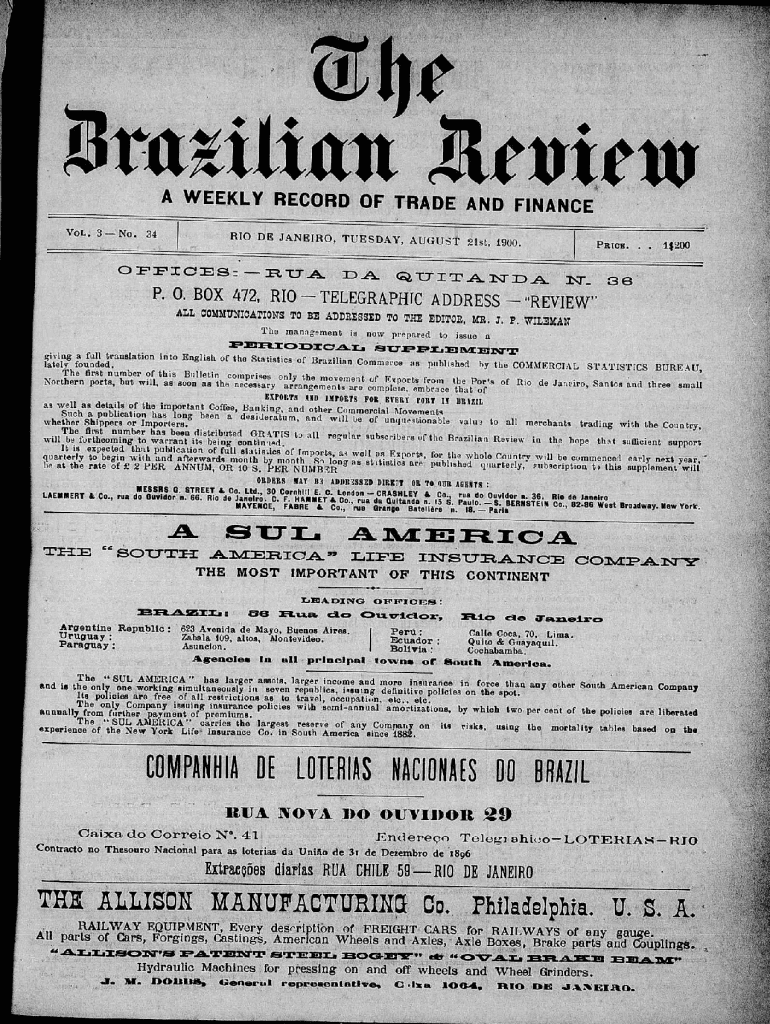 The
Brazilian Review
A WEEKLY RECORD OF TRADE AND FINANCE
VOL. 3 — No. 34
RIO DE JANEIRO, TUESDAY, AUGUST 21st, 1900.
PRICE. . . 1$200
OFFICES: — RUA DA QUITANDA N. 36
P. O. BOX 472, RIO — TELEGRAPHIC ADDRESS — "REVIEW"
ALL COMMUNICATIONS TO BE ADDRESSED TO THE EDITOR, MR. J. P. WILEMAN
The management is now prepared to issue a
PERIODICAL SUPPLEMENT
giving a full translation into English of the Statistics of Brazilian Commerce as published by the COMMERCIAL STATISTICS BUREAU,
lately founded.
The first number of this Bulletin comprises only the movement of Exports from the Por's of Rio de Janeiro, Santos and three small
Northern ports, but will, as soon as the necessary arrangements are complete, embrace that of
EXPORTS AND IMPORTS FOR EVERY PORT IN BRAZIL
as well as details of the important Coffee, Banking, and other Commercial Movements
Such a publication has long been a desideratum, and will be of unquestionable value to all merchants trading with the Country,
whether Shippers or Importers.
The first number has been distributed GRATIS to all regular subscribers of the Brazilian Review in the hope that sufficient support
will be forthcoming to warrant its being continued.
It is expected that publication of full statistics of Imports, as well as Exports, for the whole Country will be commenced early next year,
quarterly to begin with and afterwards month by month. So long as statistics are published quarterly, subscription to this supplement will
be at the rate of £ 2 PER ANNUM, OR 10 S. PER NUMBER
ORDERS MAY BE ADDRESSED DIRECT OR TO OUR AGENTS:
MESSRS G. STREET & Co. Ltd., 30 Cornhill E. C. London — CRASHLEY & Co., rua do Ouvidor n. 36. Rio de Janeiro
LAEMMERT & Co., rua do Ouvidor n. 66. Rio de Janeiro. C. F. HAMMET & Co., rua da Quitanda n. 15 S. Paulo. — S. BERNSTEIN Co., 82-86 West Broadway. New York.
MAYENCE, FABRE & Co., rue Grange Batelière n. 18. — Paris
A SUL AMERICA
THE "SOUTH AMERICA" LIFE INSURANCE COMPANY
THE MOST IMPORTANT OF THIS CONTINENT
LEADING OFFICES:
BRAZIL: 56 Rua do Ouvidor, Rio de Janeiro
Argentine Republic: 623 Avenida de Mayo, Buenos Aires.
Uruguay: Zabala 109, altos, Montevideo.
Paraguay: Asuncion.
Peru: Calle Coca, 70. Lima.
Ecuador: Quito & Guayaquil.
Bolivia: Cochabamba.
Agencies in all principal towns of South America.
The "SUL AMERICA" has larger assets, larger income and more insurance in force than any other South American Company
and is the only one working simultaneously in seven republics, issuing definitive policies on the spot.
Its policies are free of all restrictions as to travel, occupation, etc., etc.
The only Company issuing insurance policies with semi-annual amortizations, by which two per cent of the policies are liberated
annually from further payment of premiums.
The "SUL AMERICA" carries the largest reserve of any Company on its risks, using the mortality tables based on the
experience of the New York Life Insurance Co. in South America since 1882.
COMPANHIA DE LOTERIAS NACIONAES DO BRAZIL
RUA NOVA DO OUVIDOR 29
Caixa do Correio Nº. 41
Endereço Telegrahico—LOTERIAS—RIO
Contracto no Thesouro Nacional para as loterias da União de 31 de Dezembro de 1896
Extracções diarias RUA CHILE 59 — RIO DE JANEIRO
THE ALLISON MANUFACTURING Co. Philadelphia. U. S. A.
RAILWAY EQUIPMENT, Every description of FREIGHT CARS for RAILWAYS of any gauge.
All parts of Cars, Forgings, Castings, American Wheels and Axles, Axle Boxes, Brake parts and Couplings.
"ALLISON'S PATENT STEEL BOGEY" & "OVAL BRAKE BEAM"
Hydraulic Machines for pressing on and off wheels and Wheel Grinders.
J. M. DOBBS, General representative, Caixa 1064, RIO DE JANEIRO.